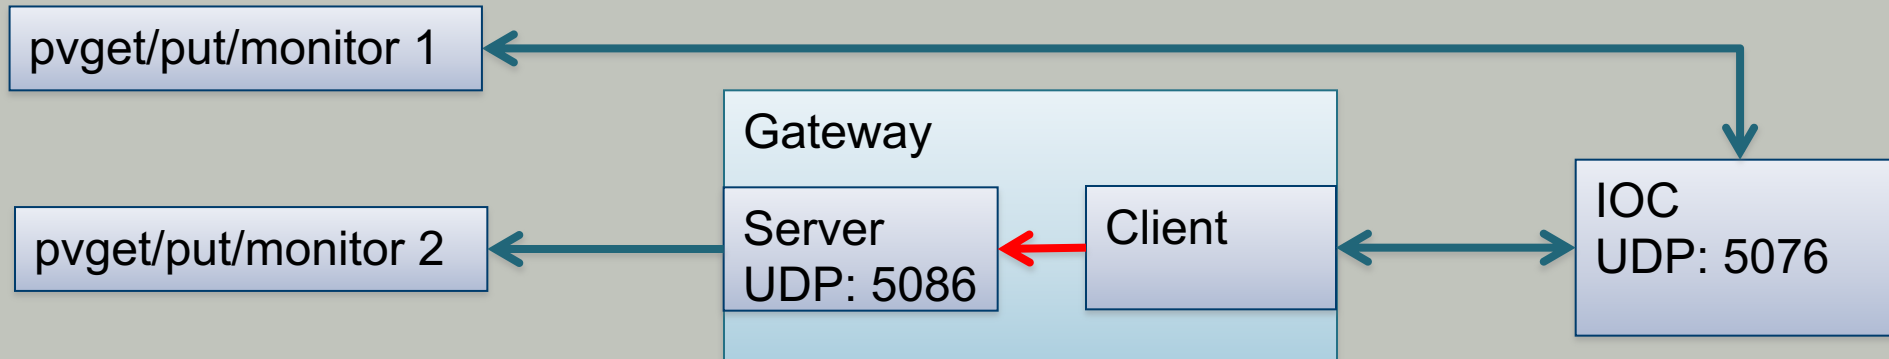 pvget/put/monitor 1
Gateway
pvget/put/monitor 2
Server
UDP: 5086
Client
IOC
UDP: 5076